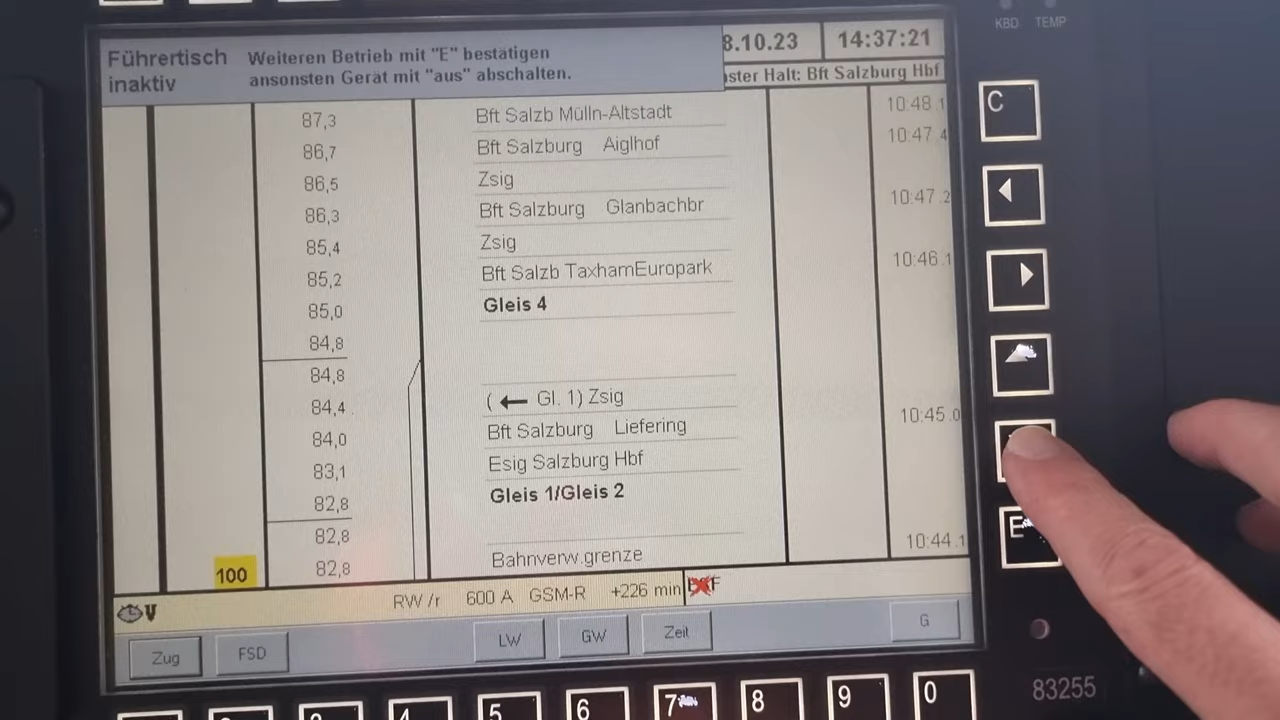 KBD TEMP
Führertisch inaktiv
Weiteren Betrieb mit "E" bestätigen
ansonsten Gerät mit "aus" abschalten.
8.10.23 14:37:21
ster Halt: Bft Salzburg Hbf
87,3 Bft Salzb Mülln-Altstadt 10:48.1
86,7 Bft Salzburg Aiglhof 10:47.4
86,5 Zsig
86,3 Bft Salzburg Glanbachbr 10:47.2
85,4 Zsig
85,2 Bft Salzb TaxhamEuropark 10:46.1
85,0 Gleis 4
84,8
84,8
84,4 ( ← Gl. 1) Zsig
84,0 Bft Salzburg Liefering 10:45.0
83,1 Esig Salzburg Hbf
82,8 Gleis 1/Gleis 2
82,8
100 82,8 Bahnverw.grenze 10:44.1
V RW /r 600 A GSM-R +226 min
Zug FSD LW GW Zeit G
C
E
83255
5 6 7 8 9 0